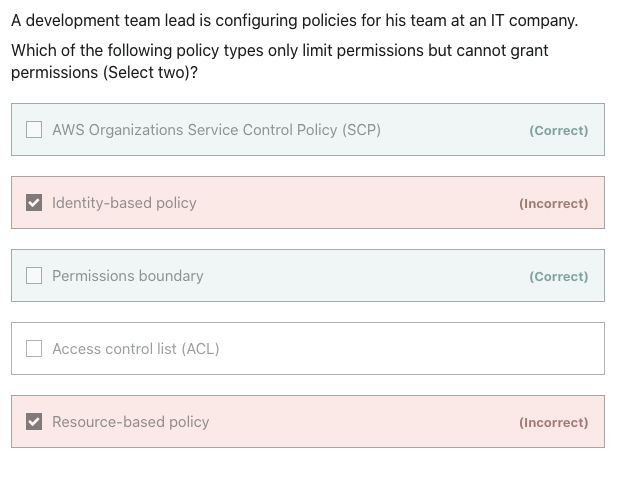 A development team lead is configuring policies for his team at an IT company.
Which of the following policy types only limit permissions but cannot grant
permissions (Select two)?
AWS Organizations Service Control Policy (SCP) (Correct)
Identity-based policy (Incorrect)
Permissions boundary (Correct)
Access control list (ACL)
Resource-based policy (Incorrect)